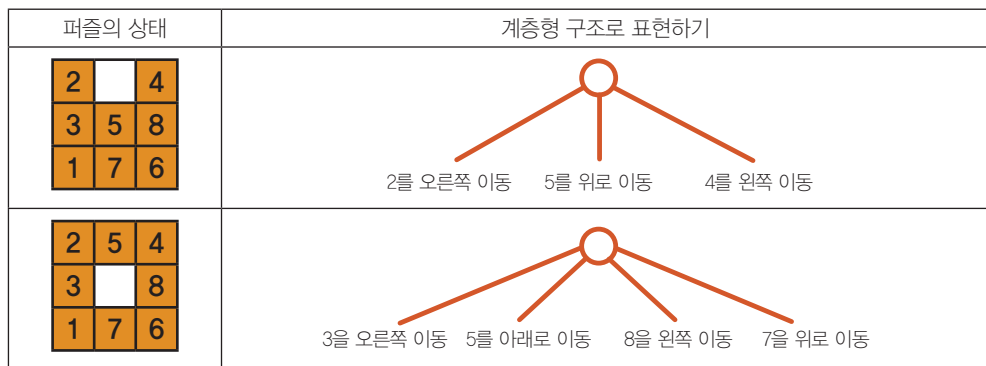 퍼즐의 상태 계층형 구조로 표현하기
2 4
3 5 8
1 7 6
2를 오른쪽 이동 5를 위로 이동 4를 왼쪽 이동
2 5 4
3 8
1 7 6
3을 오른쪽 이동 5를 아래로 이동 8을 왼쪽 이동 7을 위로 이동